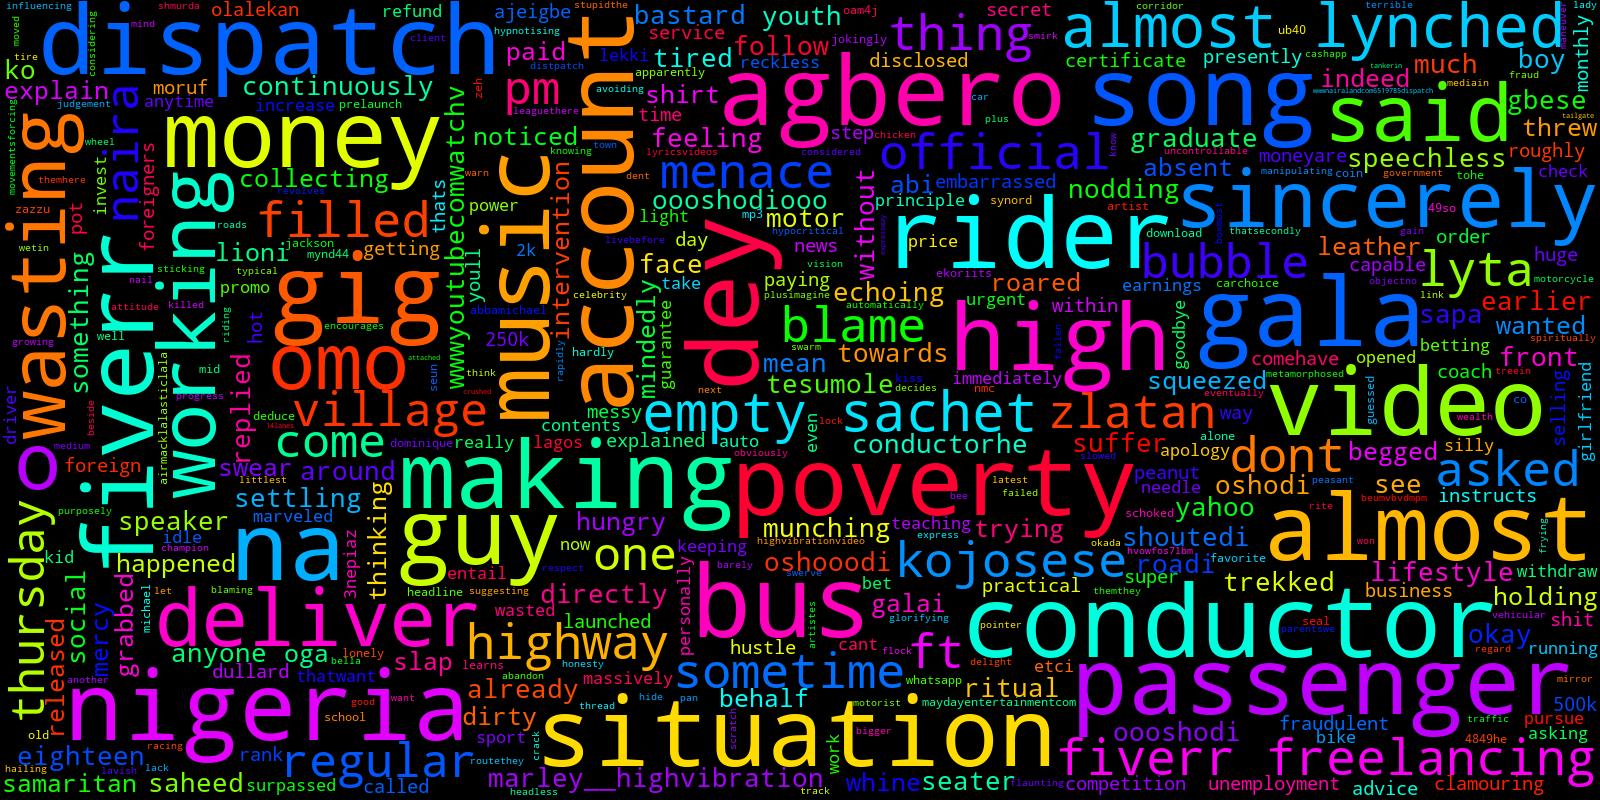 influencing
shmurda
olalekan
refund
ajeigbe
hypnotising
stupidthe
bastard
youth
oam4j
secret
corridor
terrible
lady
dispatch
client
mind
moved
considering
tire
ko
explain
moruf
continuously
paid
distpatch
service
lekki
tired
follow
reckless
jokingly
thing
smirk
disclosed
almost lynched
ub40
certificate
presently
cashapp
tankerin
much
boy
monthly
indeed
fraud
mediain
apparently
avoiding
pm
zeh
leaguethere
account
shirt
time
agbero
car
plus
song
said
gbese
tailgate
threw
judgement
anytime
increase
prelaunch
naira
money
wheel
movementsforcing
wasting
themhere
invest
foreigners
collecting
revolves
thats
wwwyoutubecomwatchv
noticed
knowing
town
warn
dent
lyricsvideos
feeling
step
chicken
considered
official
know
graduate
uncontrollable
absent
moneyare
manipulating
coin
speechless
government
tohe
roughly
check
menace
abi
embarrassed
nodding
sincerely
49so
gain
zazzu
pot
wetin
working
roads
filled
power
music
intervention
light
mp3
oooshodiooo
motor
hypocritical
without
principle
synord
artist
rider
price
download
thatsecondly
leather
order
huge
lioni
jackson
mynd44
getting
2k
livebefore
day
news
vision
ekoriits
roared
bubble
capable
lyta
motorcycle
something
sticking
typical
promo
gig
youll
face
take
dey
paying
plusimagine
echoing
automatically
urgent
within
earnings
carchoice
objectno
link
earlier
nail
attitude
killed
riding
hot
encourages
abbamichael
celebrity
mindedly
guarantee
blame
swarm
high
goodbye
gala
sapa
wanted
spiritually
growing
well
mid
omo
attached
250k
hardly
rapidly
mean
towards
failed
comehave
opened
betting
front
fiverr
airmacklalasticlaia
progress
replied
seun
think
crushed
next
kiss
decides
tesumole
immediately
nmc
squeezed
metamorphosed
eventually
coach
treein
driver
beside
deduce
village
messy
contents
empty
lock
sachet
zlatan
way
guessed
video
co
wealth
selling
girlfriend
medium
come
dominique
really
lagos
explained
auto
even
conductorhe
suffer
alone
apology
dont
begged
silly
o
foreign
swear
around
making
obviously
poverty
slowed
peanut
needle
oshodi
peasant
see
asked
instructs
littlest
settling
marveled
thinking
hungry
munching
teaching
trying
latest
failed
bee
schoked
yahoo
beumvbvdmpm
rite
almost
purposely
speaker
idle
champion
na
guy
now
one
keeping
highvibrationvideo
express
okada
shoutedi
hvowfos7lbm
favorite
won
frying
thursday
kid
happened
3nepiaz
respect
oshooodi
barely
swerve
kojosese
roadi
lifestyle
withdraw
social
grabbed
michael
let
blaming
entail
headline
suggesting
directly
personally
bus
bet
practical
super
themthey
trekked
business
holding
mercy
deliver
wasted
launched
artistes
galai
glorifying
pointer
conductor
seal
parentswe
vehicular
shit
released
anyone
oga
lonely
bella
slap
learns
highway
honesty
hustle
cant
flock
ft
delight
etci
okay
regard
running
another
dullard
thatwant
abandon
massively
sometime
whatsapp
ritual
passenger
mirror
nigeria
good
want
school
already
hide
pan
behalf
motorist
maydayentertainmentcom
500k
old
dirty
thread
situation
bigger
oooshodi
fraudulent
bike
traffic
pursue
asking
eighteen
racing
rank
regular
sport
crack
scratch
work
fiverr freelancing
4849he
hailing
lavish
lack
routethey
samaritan
saheed
surpassed
called
marley__highvibration
headless
track
whine
seater
flaunting
competition
unemployment
advice
clamouring